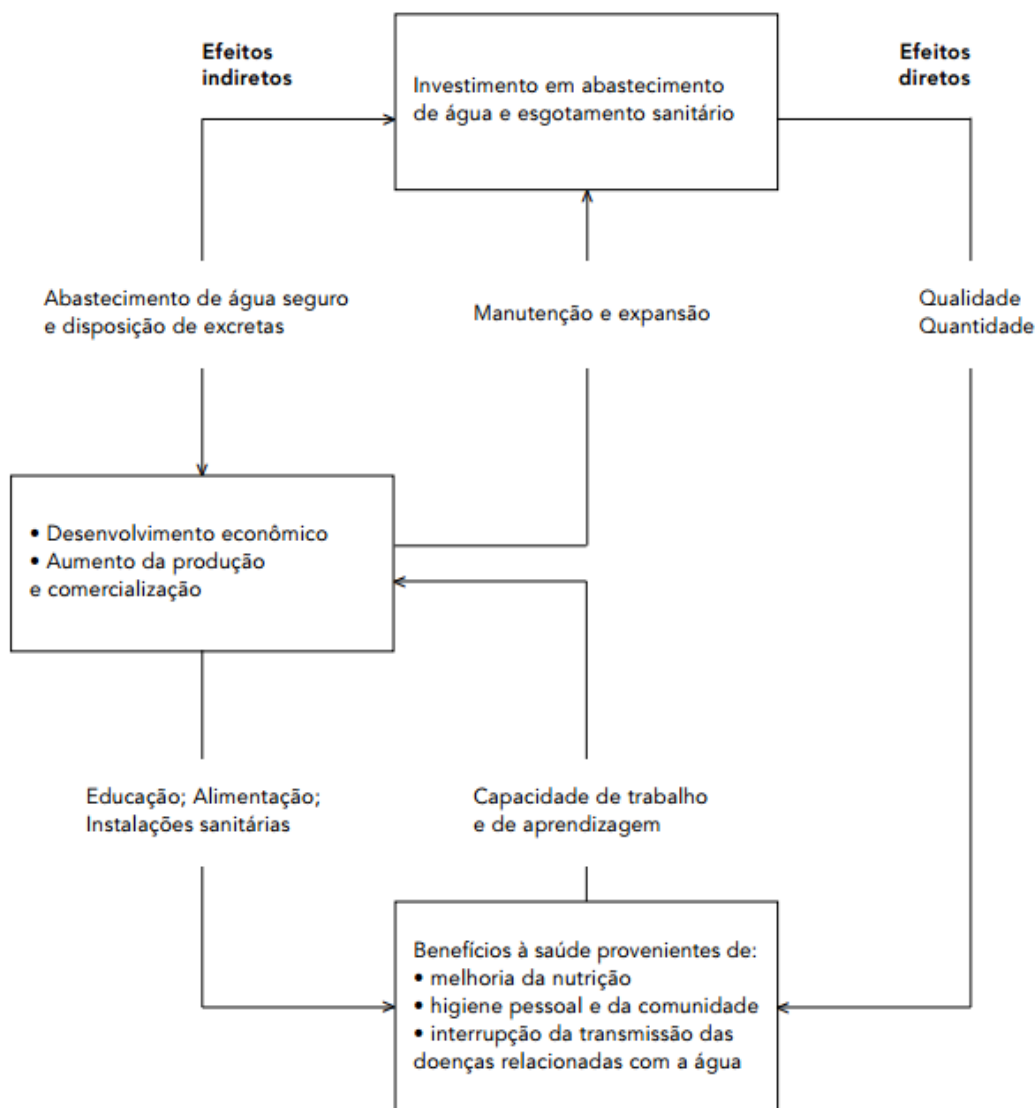 Efeitos
indiretos
Investimento em abastecimento
de água e esgotamento sanitário
Efeitos
diretos
Abastecimento de água seguro
e disposição de excretas
Manutenção e expansão
Qualidade
Quantidade
• Desenvolvimento econômico
• Aumento da produção
e comercialização
Educação; Alimentação;
Instalações sanitárias
Capacidade de trabalho
e de aprendizagem
Benefícios à saúde provenientes de:
• melhoria da nutrição
• higiene pessoal e da comunidade
• interrupção da transmissão das
doenças relacionadas com a água